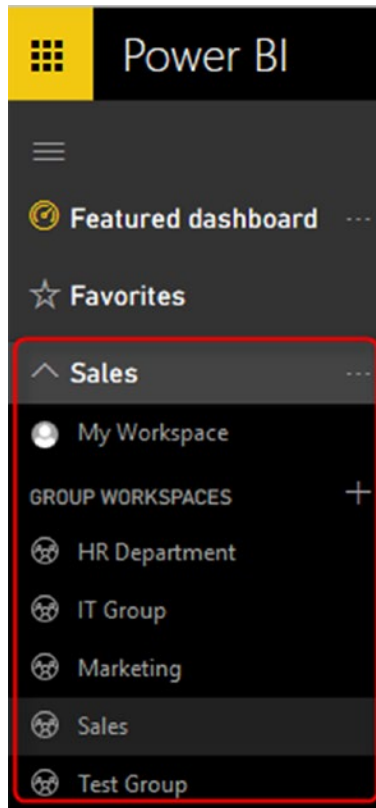 Power BI
Featured dashboard
Favorites
Sales
My Workspace
GROUP WORKSPACES
HR Department
IT Group
Marketing
Sales
Test Group